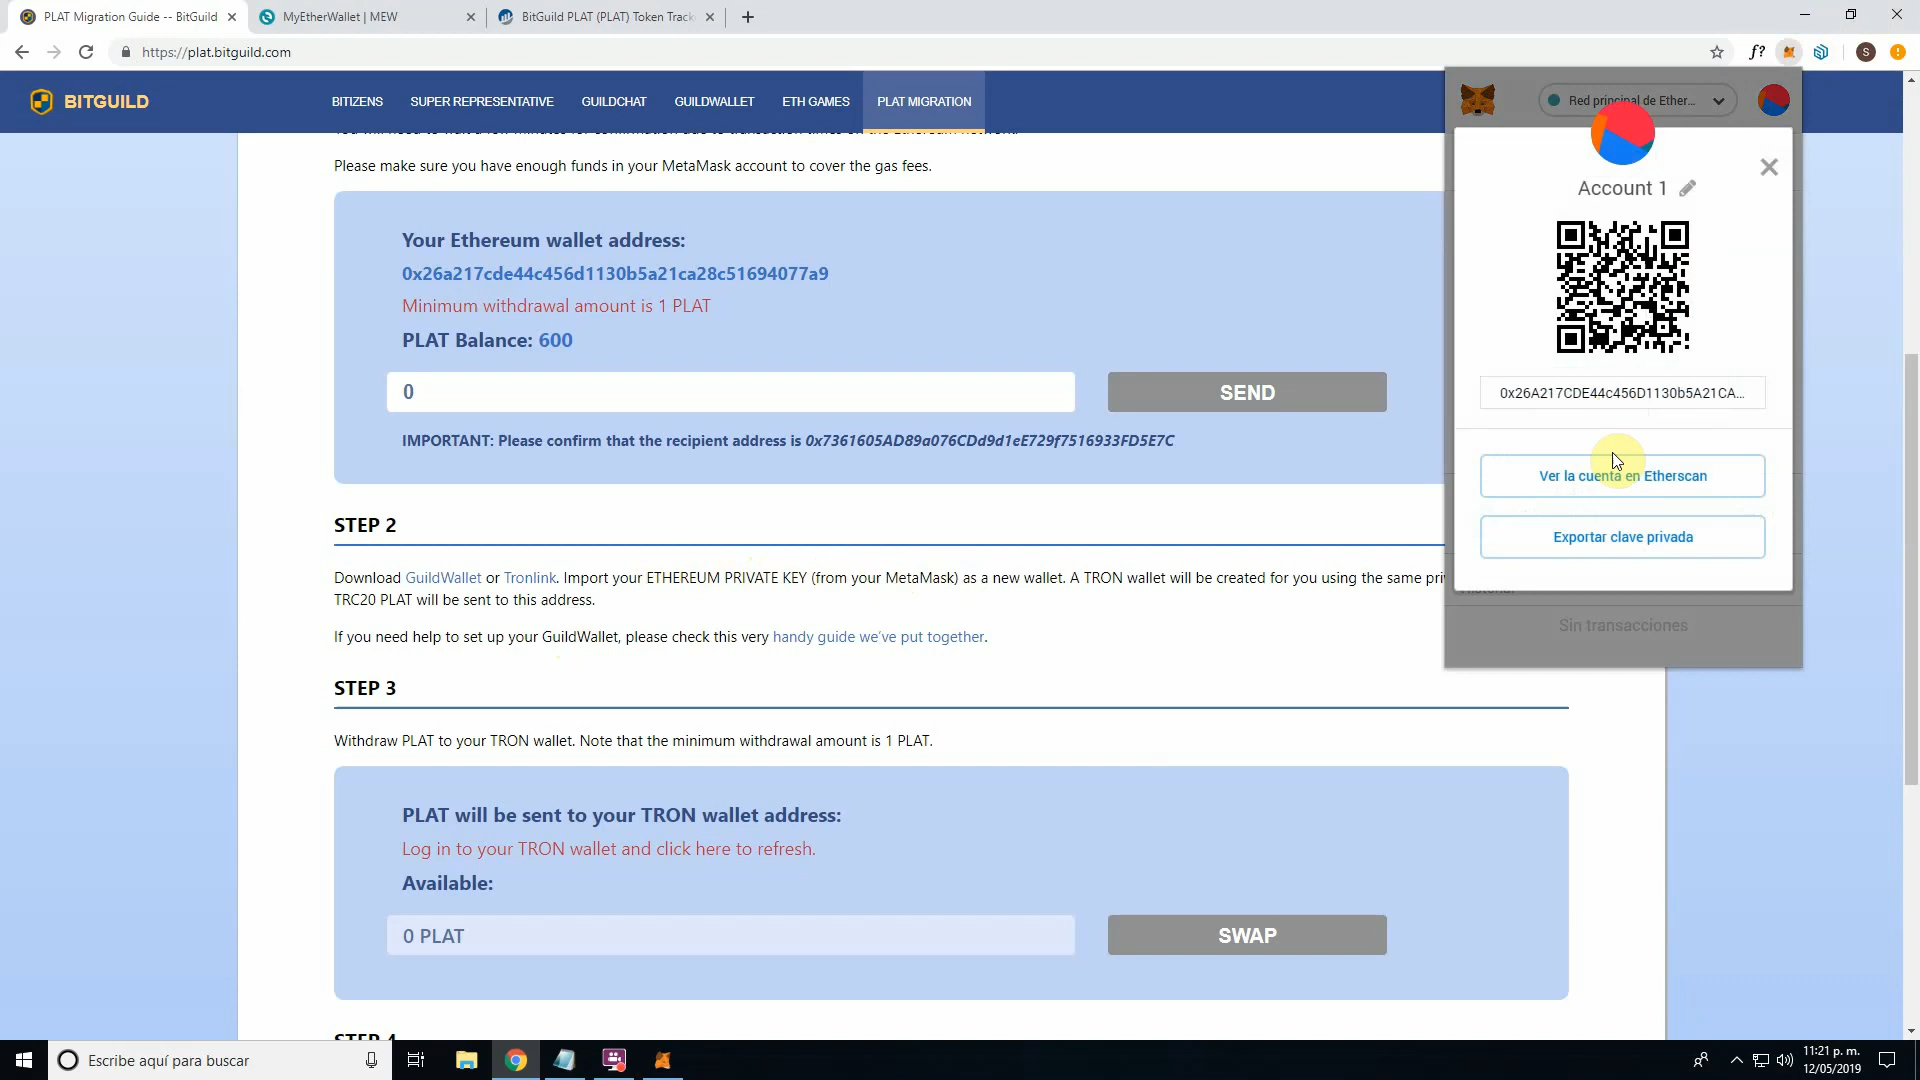 PLAT Migration Guide -- BitGuild
MyEtherWallet | MEW
BitGuild PLAT (PLAT) Token Track
https://plat.bitguild.com
f?
S
BITGUILD
BITIZENS
SUPER REPRESENTATIVE
GUILDCHAT
GUILDWALLET
ETH GAMES
PLAT MIGRATION
Please make sure you have enough funds in your MetaMask account to cover the gas fees.
Your Ethereum wallet address:
0x26a217cde44c456d1130b5a21ca28c51694077a9
Minimum withdrawal amount is 1 PLAT
PLAT Balance: 600
0
SEND
IMPORTANT: Please confirm that the recipient address is 0x7361605AD89a076CDd9d1eE729f7516933FD5E7C
STEP 2
Download GuildWallet or Tronlink. Import your ETHEREUM PRIVATE KEY (from your MetaMask) as a new wallet. A TRON wallet will be created for you using the same pri
TRC20 PLAT will be sent to this address.
If you need help to set up your GuildWallet, please check this very handy guide we've put together.
STEP 3
Withdraw PLAT to your TRON wallet. Note that the minimum withdrawal amount is 1 PLAT.
PLAT will be sent to your TRON wallet address:
Log in to your TRON wallet and click here to refresh.
Available:
0 PLAT
SWAP
STEP 4
Red principal de Ether...
Account 1
0x26A217CDE44c456D1130b5A21CA...
Ver la cuenta en Etherscan
Exportar clave privada
Sin transacciones
Escribe aquí para buscar
11:21 p. m.
12/05/2019